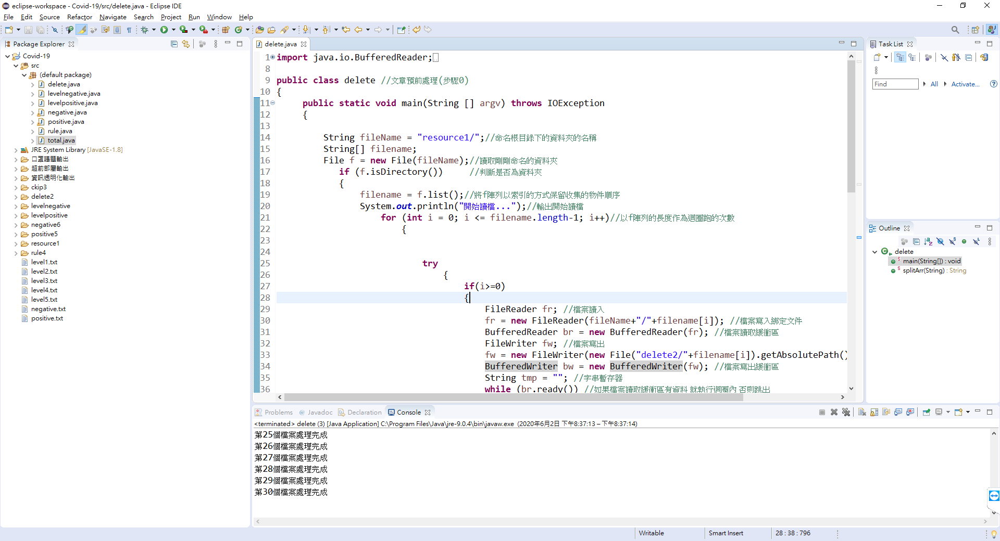 eclipse-workspace - Covid-19/src/delete.java - Eclipse IDE
File Edit Source Refactor Navigate Search Project Run Window Help
Package Explorer
Covid-19
src
(default package)
delete.java
levelnegative.java
levelpositive.java
negative.java
positive.java
rule.java
total.java
JRE System Library [JavaSE-1.8]
口罩議題輸出
超前部屬輸出
資訊透明化輸出
ckip3
delete2
levelnegative
levelpositive
negative6
positive5
resource1
rule4
level1.txt
level2.txt
level3.txt
level4.txt
level5.txt
negative.txt
positive.txt
delete.java
1 import java.io.BufferedReader;
8
9 public class delete //文章預前處理(步驟0)
10 {
11 public static void main(String [] argv) throws IOException
12 {
13
14 String fileName = "resource1/";//命名根目錄下的資料夾的名稱
15 String[] filename;
16 File f = new File(fileName);//讀取剛剛命名的資料夾
17 if (f.isDirectory()) //判斷是否為資料夾
18 {
19 filename = f.list();//將f陣列以索引的方式保留收集的物件順序
20 System.out.println("開始讀檔...");//輸出開始讀檔
21 for (int i = 0; i <= filename.length-1; i++)//以f陣列的長度作為迴圈跑的次數
22 {
23
24
25 try
26 {
27 if(i>=0)
28 {
29 FileReader fr; //檔案讀入
30 fr = new FileReader(fileName+"/"+filename[i]); //檔案寫入綁定文件
31 BufferedReader br = new BufferedReader(fr); //檔案讀取緩衝區
32 FileWriter fw; //檔案寫出
33 fw = new FileWriter(new File("delete2/"+filename[i]).getAbsolutePath()
34 BufferedWriter bw = new BufferedWriter(fw); //檔案寫出緩衝區
35 String tmp = ""; //字串暫存器
36 while (br.ready()) //如果檔案讀取緩衝區有資料 就執行迴圈內 否則跳出
Problems @ Javadoc Declaration Console
<terminated> delete (3) [Java Application] C:\Program Files\Java\jre-9.0.4\bin\javaw.exe (2020年6月2日 下午8:37:13 – 下午8:37:14)
第25個檔案處理完成
第26個檔案處理完成
第27個檔案處理完成
第28個檔案處理完成
第29個檔案處理完成
第30個檔案處理完成
Task List
Find All Activate...
Outline
delete
main(String[]) : void
splitArr(String) : String
Writable Smart Insert 28 : 38 : 796